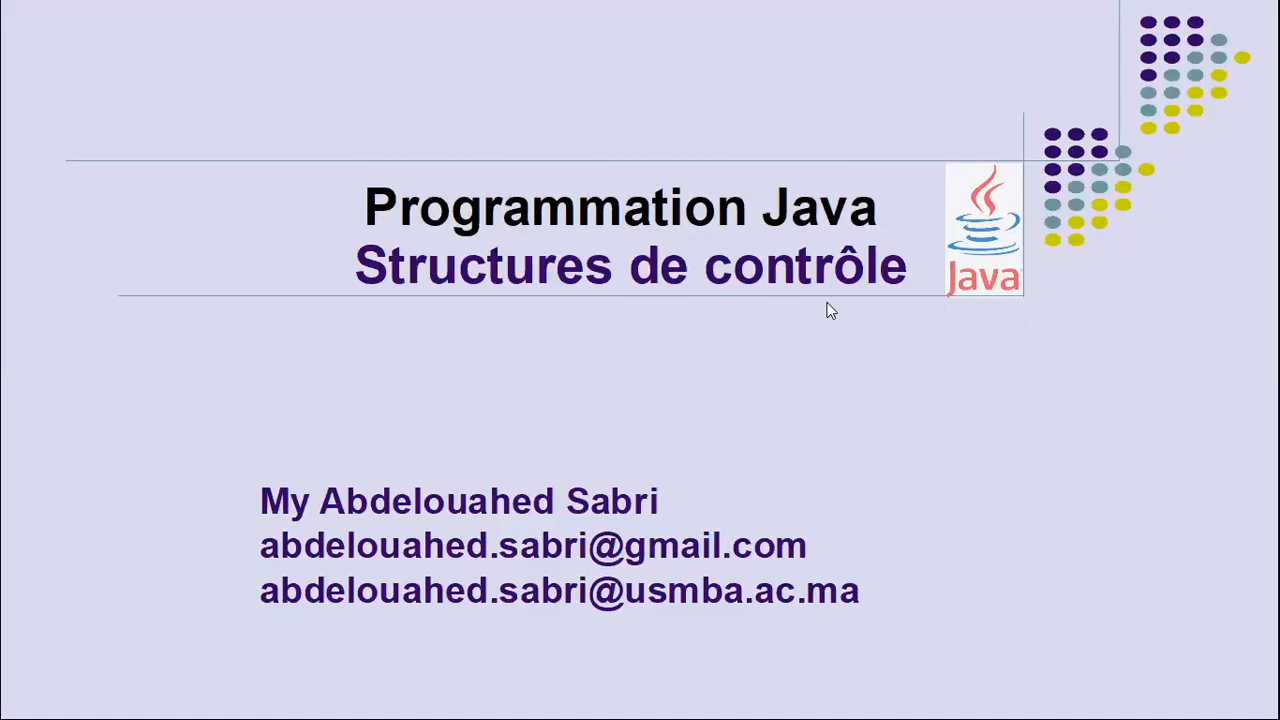 Programmation Java
Structures de contrôle
Java
My Abdelouahed Sabri
abdelouahed.sabri@gmail.com
abdelouahed.sabri@usmba.ac.ma